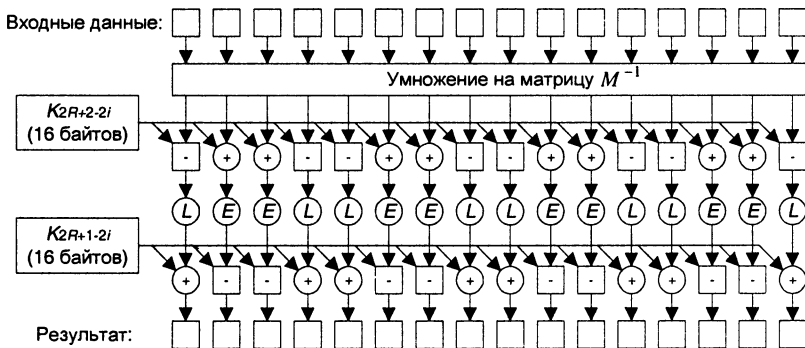 Входные данные:
Умножение на матрицу M⁻¹
K2R+2-2i
(16 байтов)
- + + - - + + - - + + - - + + -
L E E L L E E L L E E L L E E L
K2R+1-2i
(16 байтов)
+ - - + + - - + + - - + + - - +
Результат: